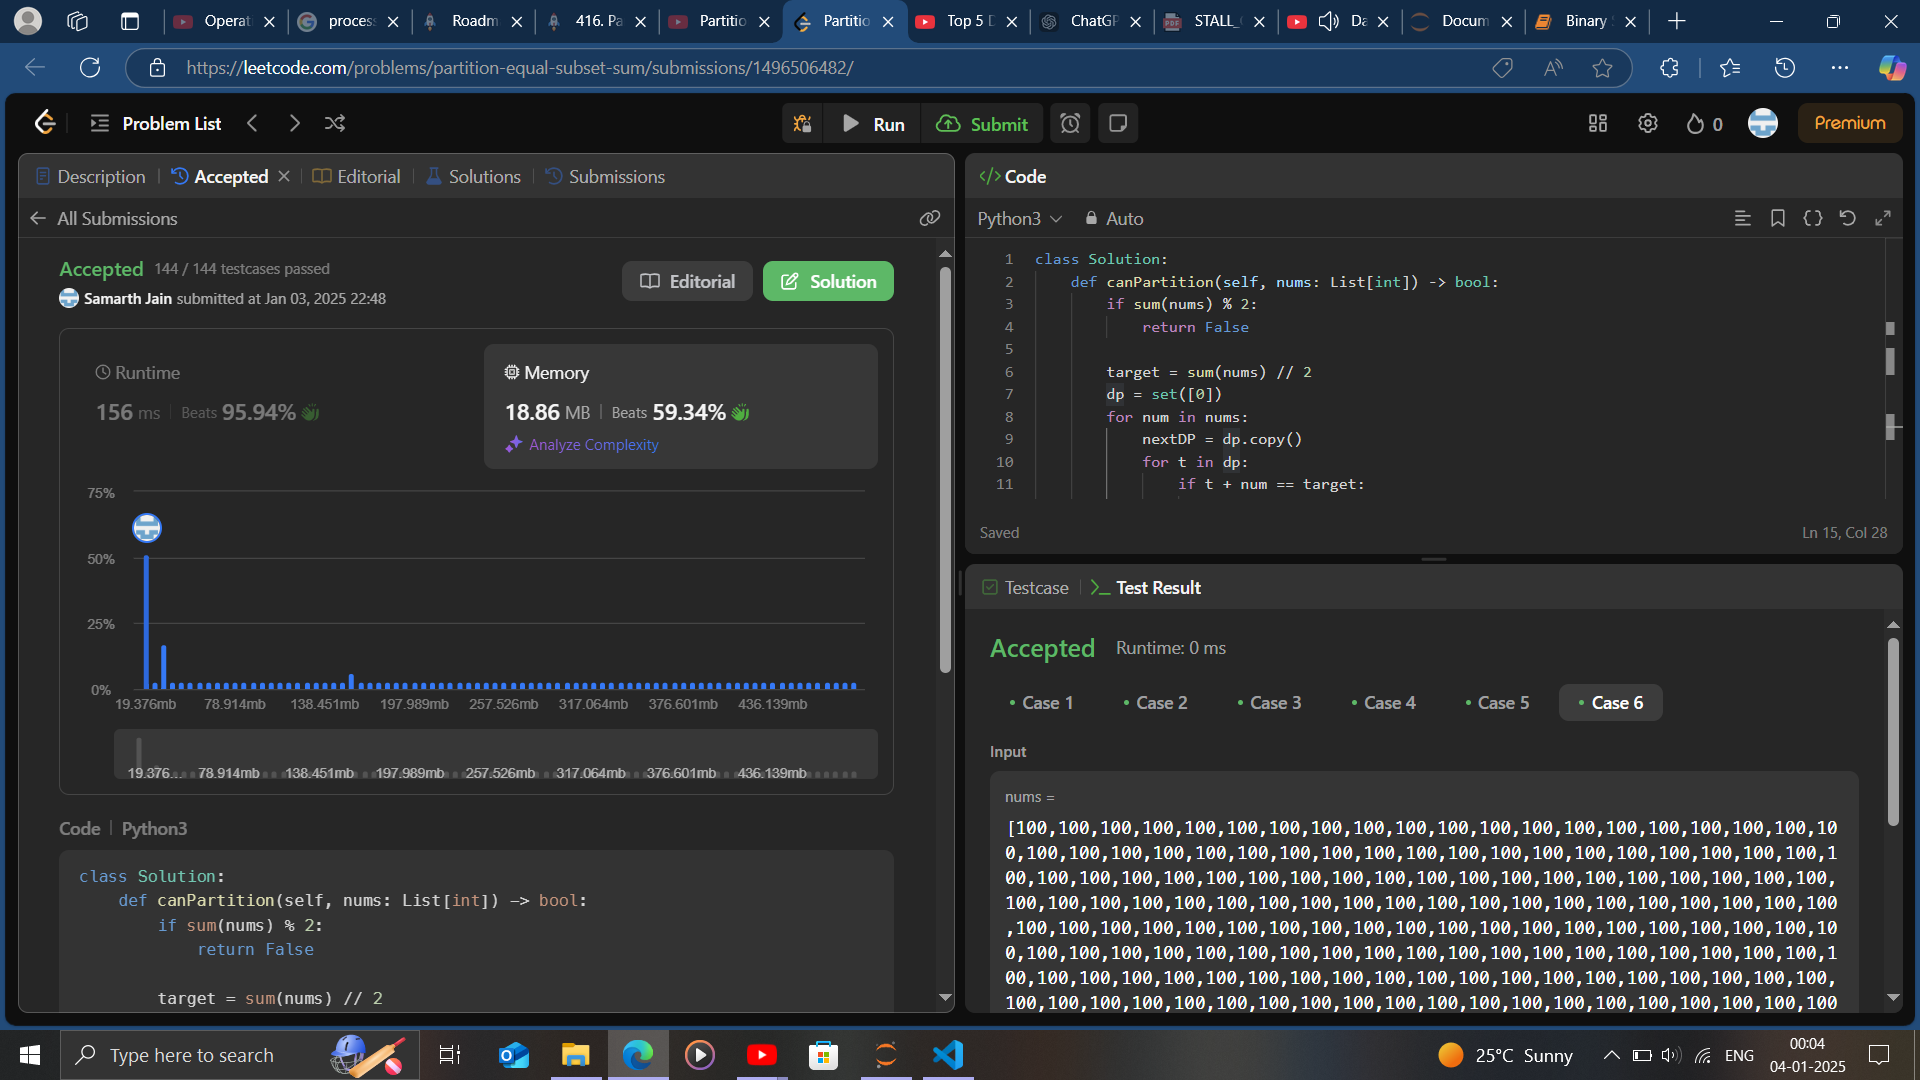 Operati
process
Roadm
416. Pa
Partitio
Partitio
Top 5 D
ChatGP
STALL_
Da
Docum
Binary
https://leetcode.com/problems/partition-equal-subset-sum/submissions/1496506482/
Problem List
Run
Submit
0
Premium
Description
Accepted
Editorial
Solutions
Submissions
All Submissions
Accepted 144 / 144 testcases passed
Samarth Jain submitted at Jan 03, 2025 22:48
Editorial
Solution
Runtime
156 ms | Beats 95.94%
Memory
18.86 MB | Beats 59.34%
Analyze Complexity
75%
50%
25%
0%
19.376mb 78.914mb 138.451mb 197.989mb 257.526mb 317.064mb 376.601mb 436.139mb
19.376... 78.914mb 138.451mb 197.989mb 257.526mb 317.064mb 376.601mb 436.139mb
Code | Python3
class Solution:
def canPartition(self, nums: List[int]) -> bool:
if sum(nums) % 2:
return False
target = sum(nums) // 2
</> Code
Python3
Auto
1 class Solution:
2 def canPartition(self, nums: List[int]) -> bool:
3 if sum(nums) % 2:
4 return False
5
6 target = sum(nums) // 2
7 dp = set([0])
8 for num in nums:
9 nextDP = dp.copy()
10 for t in dp:
11 if t + num == target:
Saved
Ln 15, Col 28
Testcase
Test Result
Accepted Runtime: 0 ms
Case 1
Case 2
Case 3
Case 4
Case 5
Case 6
Input
nums =
[100,100,100,100,100,100,100,100,100,100,100,100,100,100,100,100,100,100,100,10
0,100,100,100,100,100,100,100,100,100,100,100,100,100,100,100,100,100,100,100,1
00,100,100,100,100,100,100,100,100,100,100,100,100,100,100,100,100,100,100,100,
100,100,100,100,100,100,100,100,100,100,100,100,100,100,100,100,100,100,100,100
,100,100,100,100,100,100,100,100,100,100,100,100,100,100,100,100,100,100,100,10
0,100,100,100,100,100,100,100,100,100,100,100,100,100,100,100,100,100,100,100,1
00,100,100,100,100,100,100,100,100,100,100,100,100,100,100,100,100,100,100,100,
100,100,100,100,100,100,100,100,100,100,100,100,100,100,100,100,100,100,100,100
Type here to search
25°C Sunny
ENG
00:04
04-01-2025